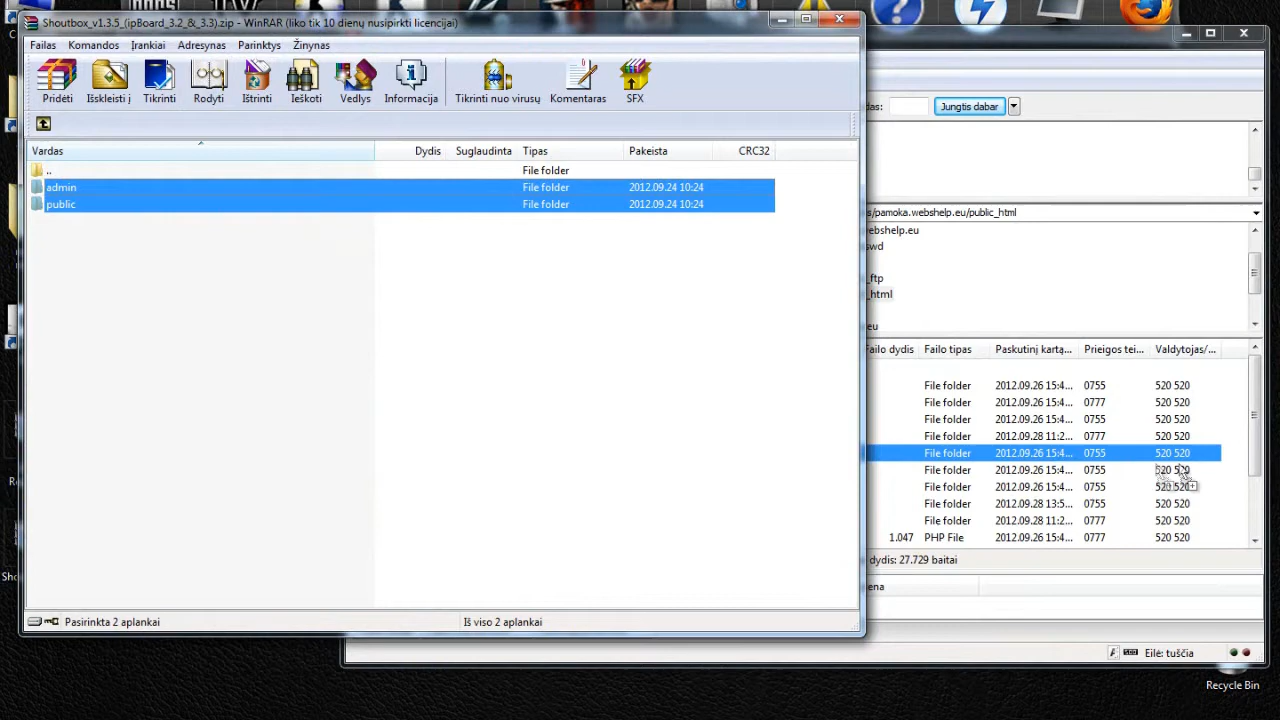 Shoutbox_v1.3.5_(ipBoard_3.2_&_3.3).zip - WinRAR (liko tik 10 dienų nusipirkti licencijai)
Failas Komandos Įrankiai Adresynas Parinktys Žinynas
Pridėti Išskleisti į Tikrinti Rodyti Ištrinti Ieškoti Vedlys Informacija Tikrinti nuo virusų Komentaras SFX
Vardas Dydis Suglaudinta Tipas Pakeista CRC32
.. File folder
admin File folder 2012.09.24 10:24
public File folder 2012.09.24 10:24
Pasirinkta 2 aplankai Iš viso 2 aplankai
das: Jungtis dabar
s/pamoka.webshelp.eu/public_html
ebshelp.eu
swd
_ftp
_html
eu
Failo dydis Failo tipas Paskutinį kartą... Prieigos tei... Valdytojas/...
File folder 2012.09.26 15:4... 0755 520 520
File folder 2012.09.26 15:4... 0777 520 520
File folder 2012.09.26 15:4... 0755 520 520
File folder 2012.09.28 11:2... 0777 520 520
File folder 2012.09.26 15:4... 0755 520 520
File folder 2012.09.26 15:4... 0755 520 520
File folder 2012.09.26 15:4... 0755 520 520
File folder 2012.09.28 13:5... 0755 520 520
File folder 2012.09.28 11:2... 0777 520 520
1.047 PHP File 2012.09.26 15:4... 0777 520 520
dydis: 27.729 baitai
ena
Eilė: tuščia
Recycle Bin
C
Re
Sho